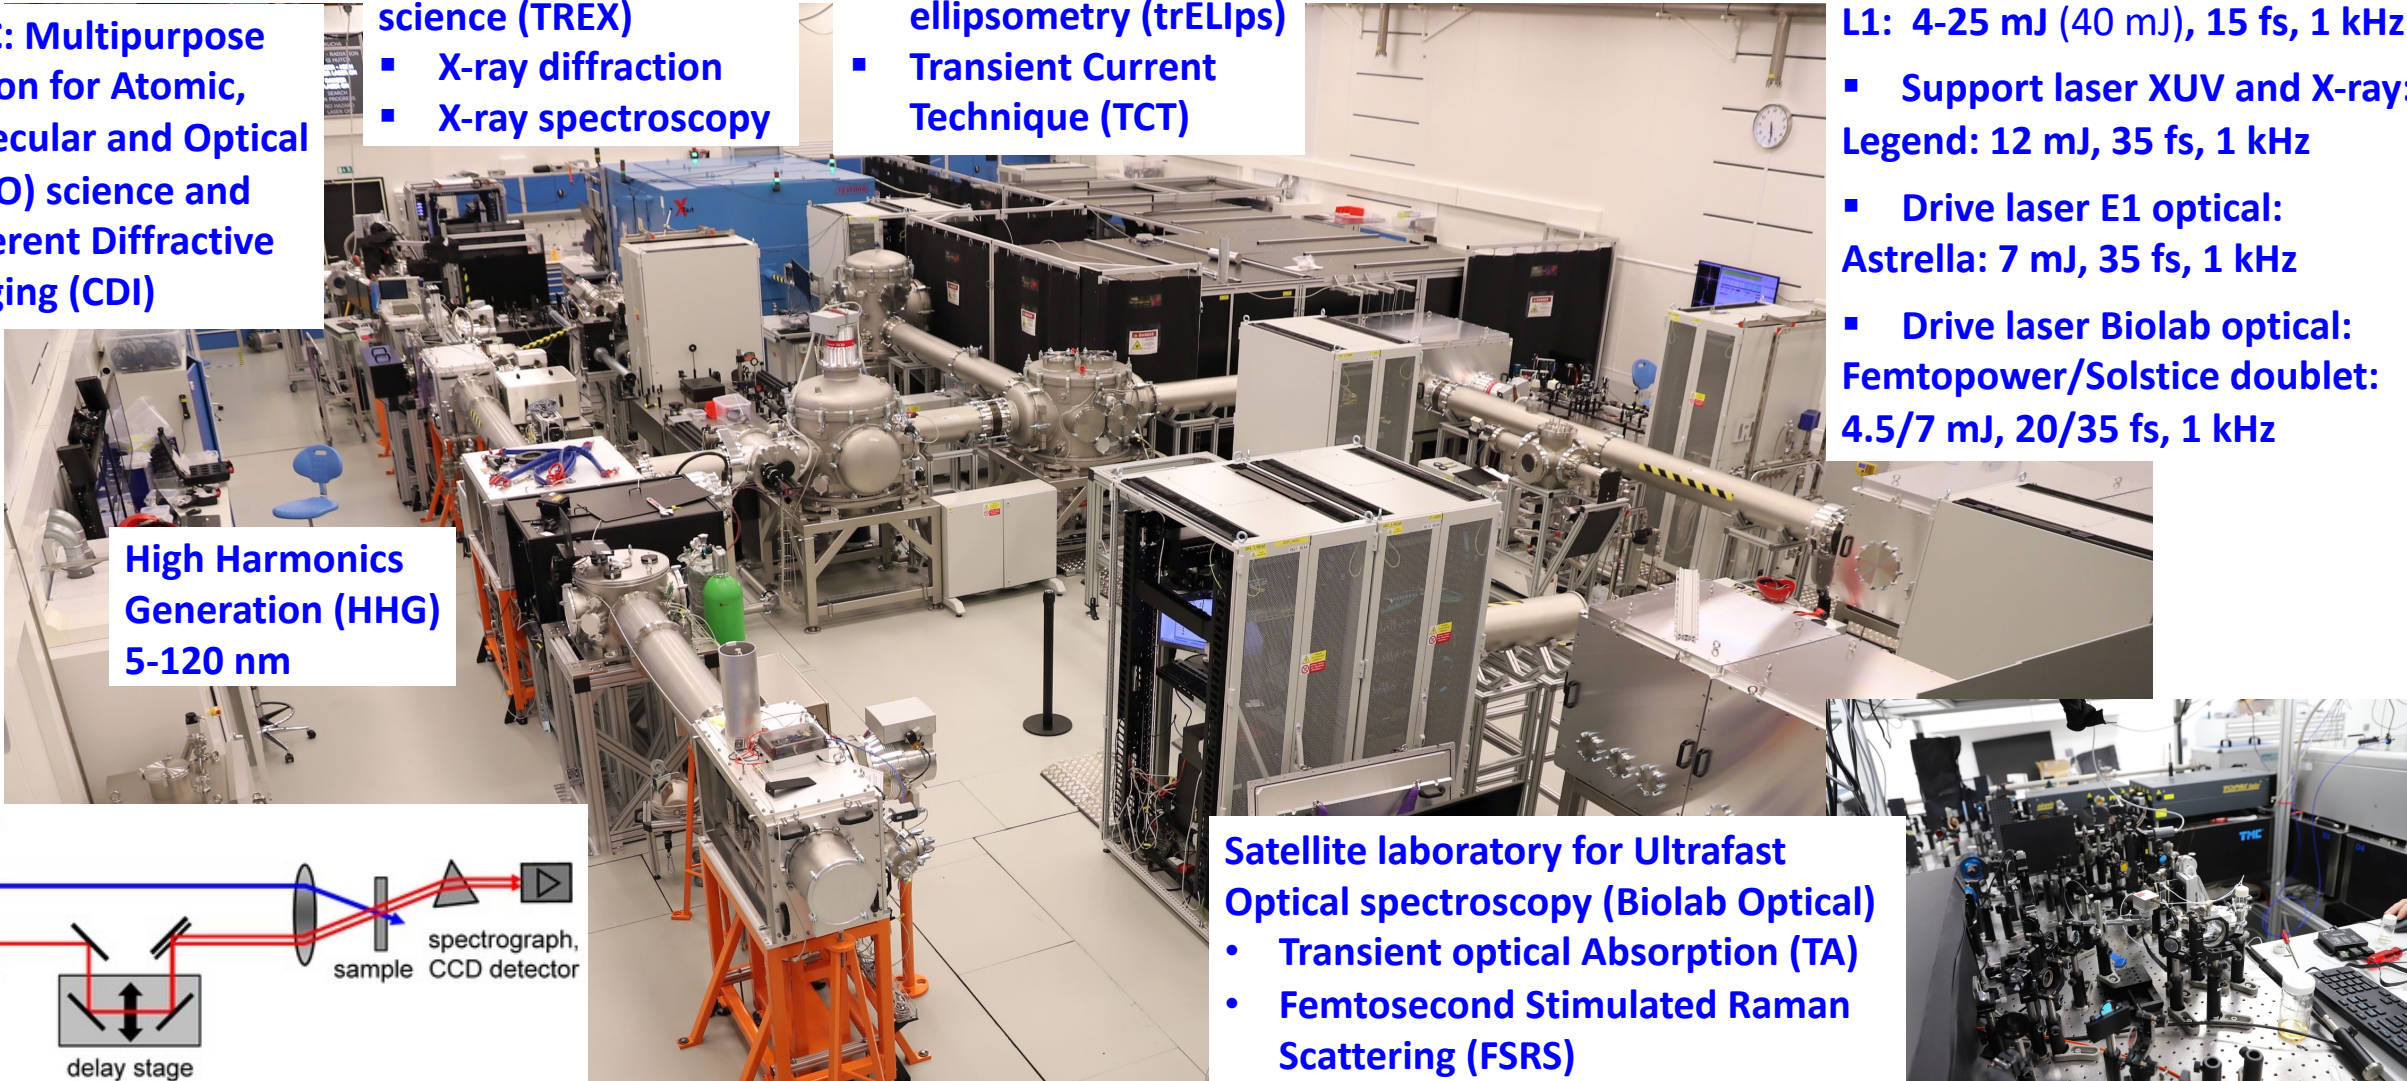 : Multipurpose
on for Atomic,
ecular and Optical
O) science and
erent Diffractive
ging (CDI)
science (TREX)
▪ X-ray diffraction
▪ X-ray spectroscopy
ellipsometry (trELIps)
▪ Transient Current
Technique (TCT)
L1: 4-25 mJ (40 mJ), 15 fs, 1 kHz
▪ Support laser XUV and X-ray:
Legend: 12 mJ, 35 fs, 1 kHz
▪ Drive laser E1 optical:
Astrella: 7 mJ, 35 fs, 1 kHz
▪ Drive laser Biolab optical:
Femtopower/Solstice doublet:
4.5/7 mJ, 20/35 fs, 1 kHz
High Harmonics
Generation (HHG)
5-120 nm
sample
spectrograph,
CCD detector
delay stage
Satellite laboratory for Ultrafast
Optical spectroscopy (Biolab Optical)
• Transient optical Absorption (TA)
• Femtosecond Stimulated Raman
Scattering (FSRS)
TMC